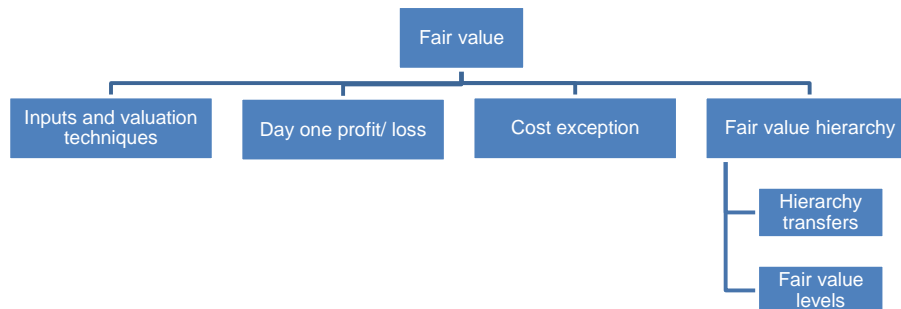 Fair value
Inputs and valuation
techniques
Day one profit/ loss
Cost exception
Fair value hierarchy
Hierarchy
transfers
Fair value
levels